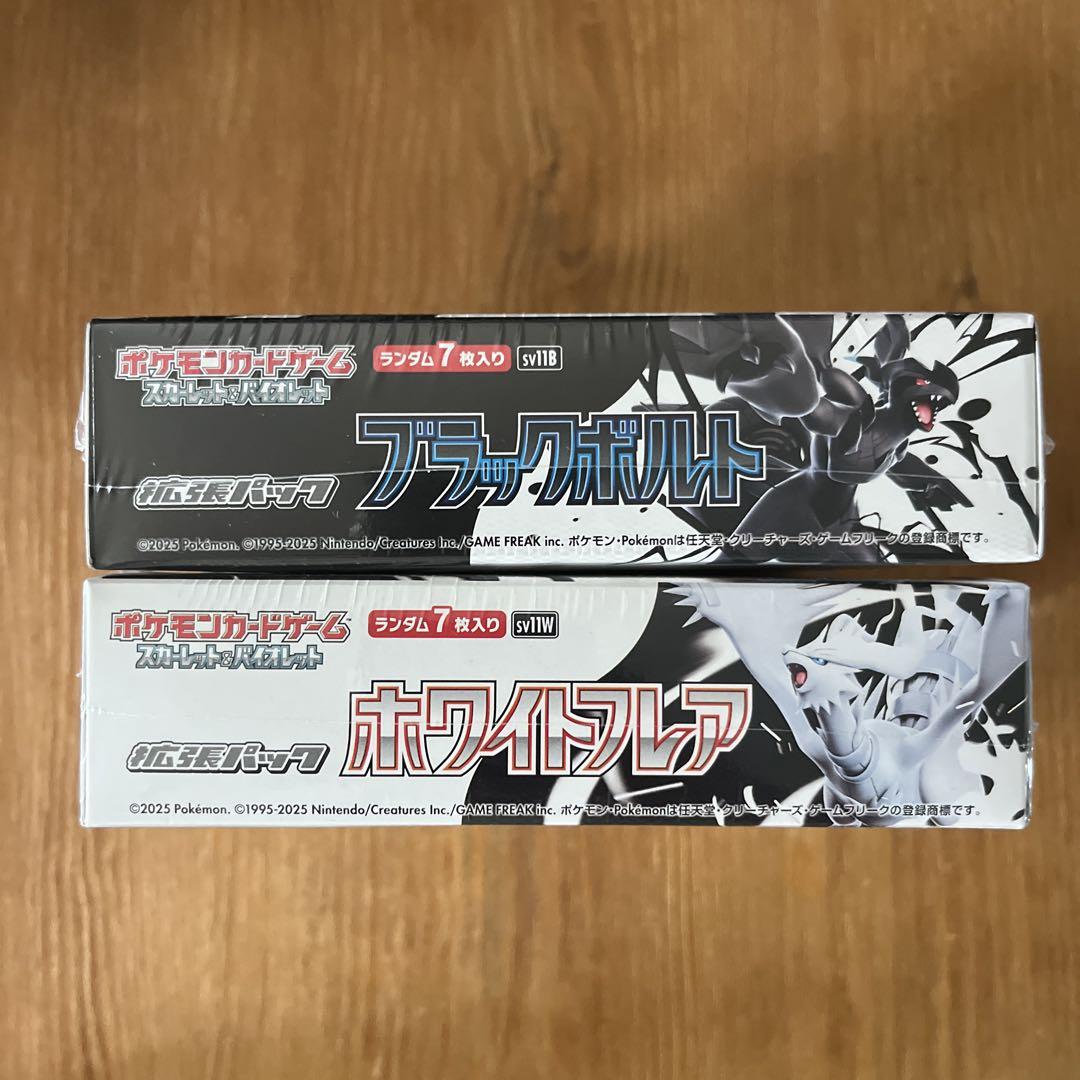 ポケモンカードゲーム
スカーレット&バイオレット
ランダム7枚入り sv11B
ブラックボルト
拡張パック
©2025 Pokémon. ©1995-2025 Nintendo/Creatures Inc./GAME FREAK inc. ポケモン・Pokémonは任天堂・クリーチャーズ・ゲームフリークの登録商標です。
ポケモンカードゲーム
スカーレット&バイオレット
ランダム7枚入り sv11W
ホワイトフレア
拡張パック
©2025 Pokémon. ©1995-2025 Nintendo/Creatures Inc./GAME FREAK inc. ポケモン・Pokémonは任天堂・クリーチャーズ・ゲームフリークの登録商標です。